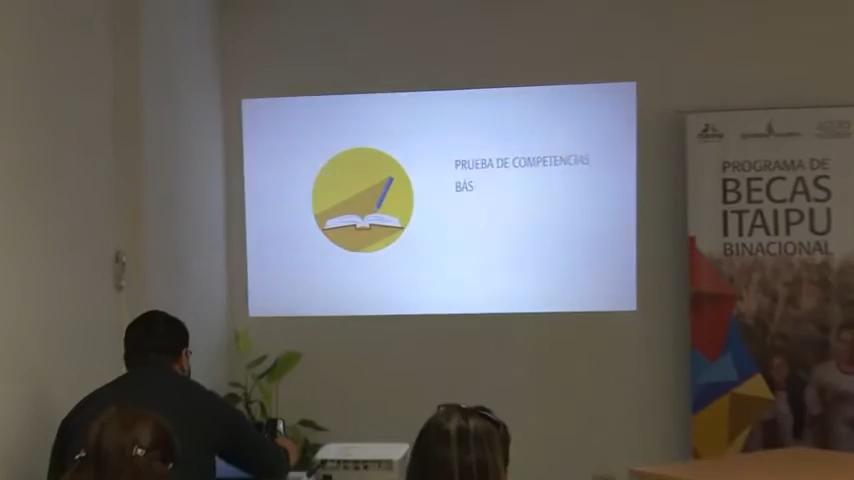 PRUEBA DE COMPETENCIAS
BÁS
PROGRAMA DE
BECAS
ITAIPU
BINACIONAL